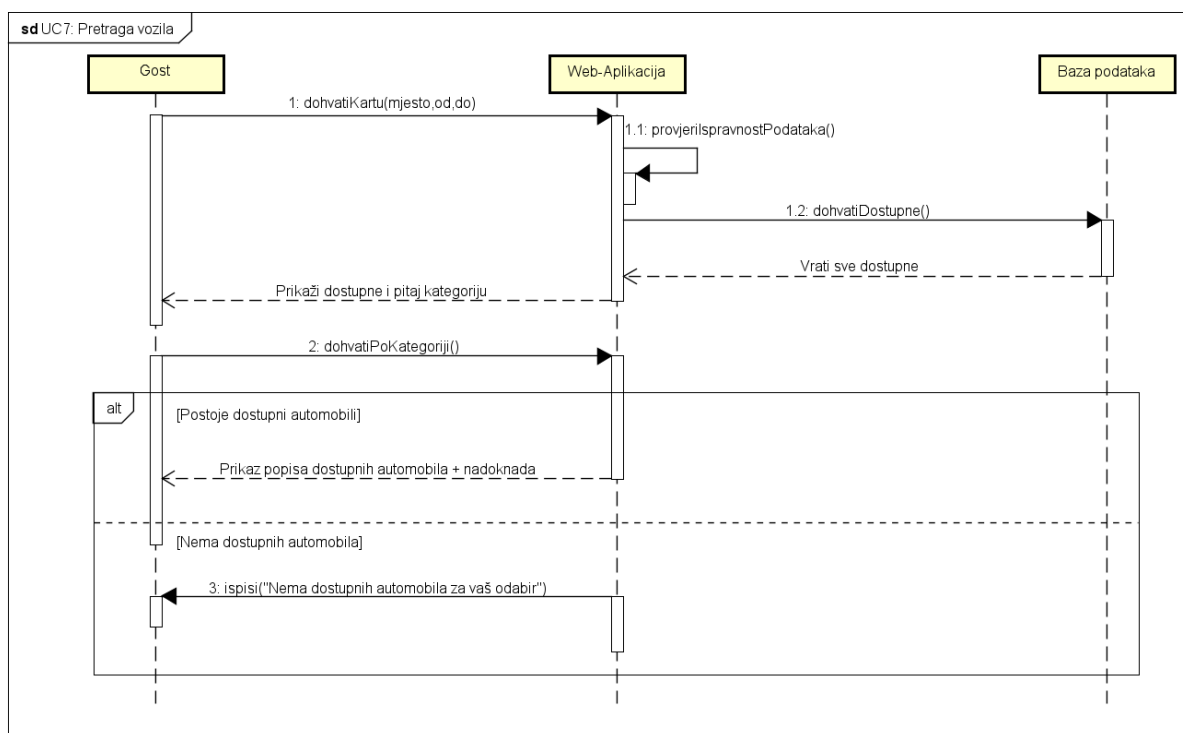 sd UC7: Pretraga vozila
Gost
Web-Aplikacija
Baza podataka
1: dohvatiKartu(mjesto,od,do)
1.1: provjeriIspravnostPodataka()
1.2: dohvatiDostupne()
Vrati sve dostupne
Prikaži dostupne i pitaj kategoriju
2: dohvatiPoKategoriji()
alt
[Postoje dostupni automobili]
Prikaz popisa dostupnih automobila + nadoknada
[Nema dostupnih automobila]
3: ispisi("Nema dostupnih automobila za vaš odabir")